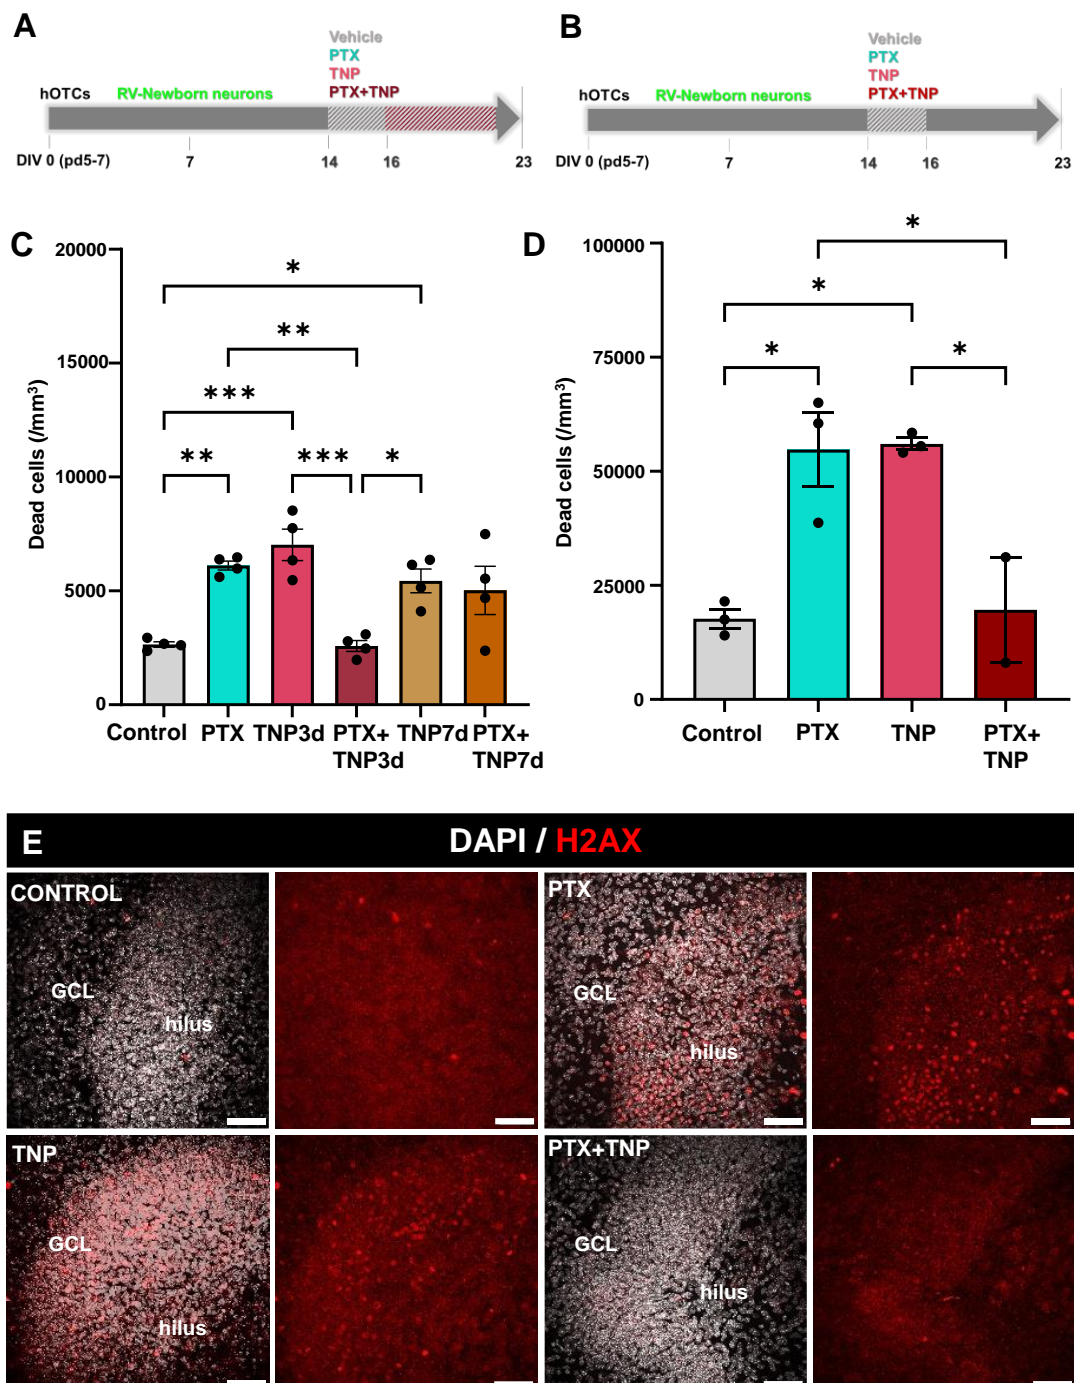 A
Vehicle
PTX
TNP
PTX+TNP
hOTCs
RV-Newborn neurons
DIV 0 (pd5-7)
7
14
16
23
B
Vehicle
PTX
TNP
PTX+TNP
hOTCs
RV-Newborn neurons
DIV 0 (pd5-7)
7
14
16
23
C
Dead cells (/mm³)
20000
15000
10000
5000
0
*
**
***
**
***
*
Control
PTX
TNP3d
PTX+
TNP3d
TNP7d
PTX+
TNP7d
D
Dead cells (/mm³)
100000
75000
50000
25000
0
*
*
*
*
Control
PTX
TNP
PTX+
TNP
E
DAPI / H2AX
CONTROL
GCL
hilus
PTX
GCL
hilus
TNP
GCL
hilus
PTX+TNP
GCL
hilus